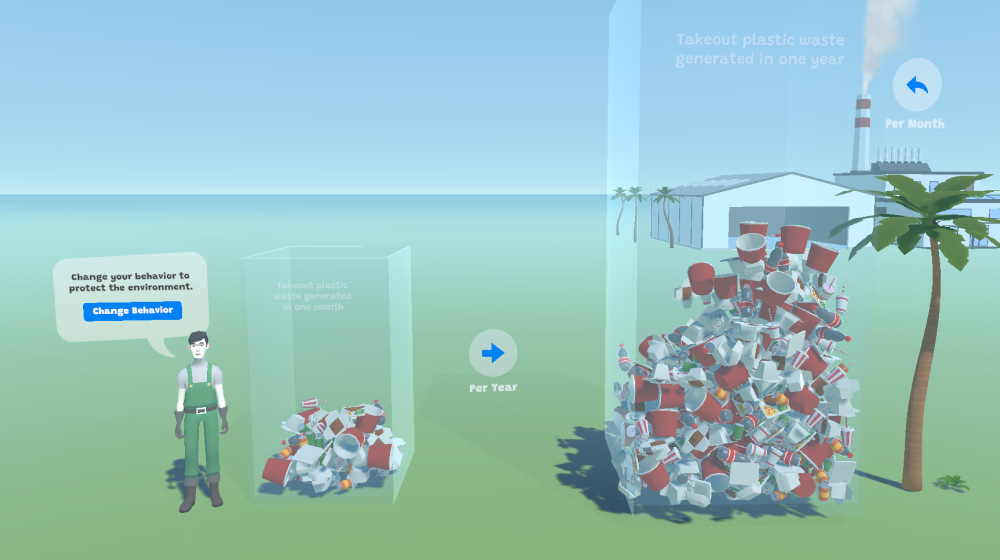 Takeout plastic waste
generated in one year
Per Month
Change your behavior to
protect the environment.
Change Behavior
Takeout plastic
waste generated
in one month
Per Year